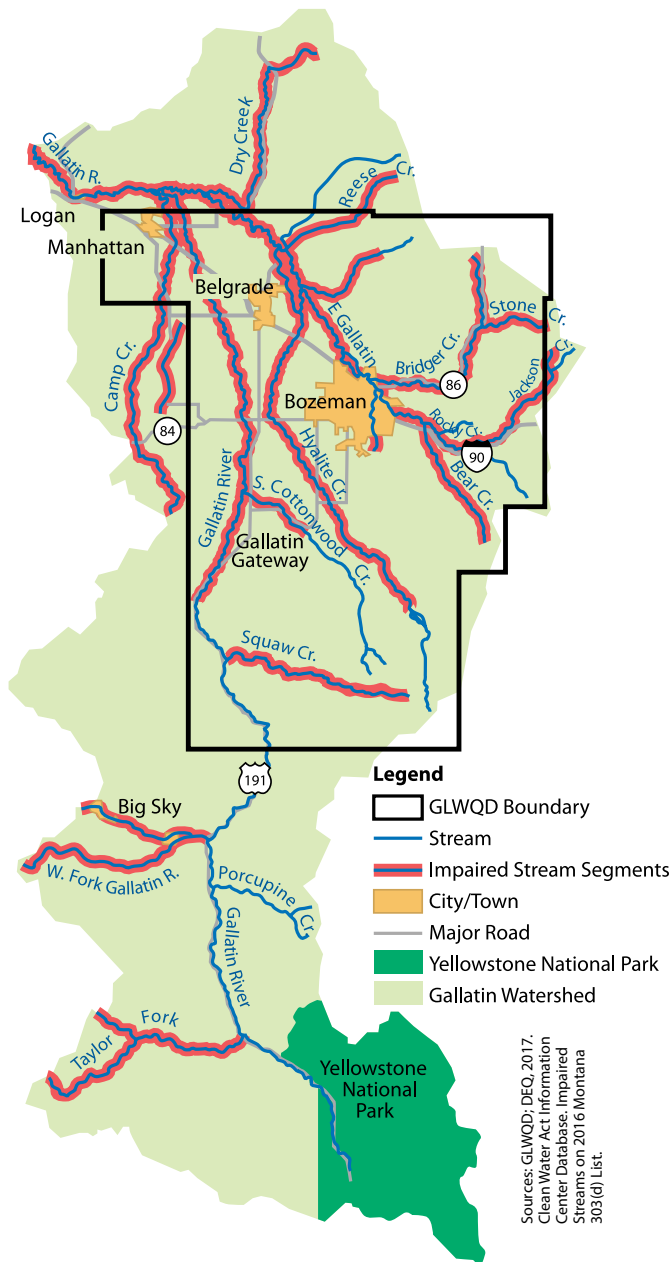 Dry Creek
Gallatin R.
Reese Cr.
Logan
Manhattan
Belgrade
E Gallatin
Stone Cr.
Bridger Cr.
86
Jackson Cr.
Camp Cr.
Bozeman
Rocky Cr.
84
90
Hyalite Cr.
Bear Cr.
Gallatin River
S. Cottonwood Cr.
Gallatin
Gateway
Squaw Cr.
191
Big Sky
W. Fork Gallatin R.
Porcupine Cr.
Gallatin River
Taylor Fork
Yellowstone
National
Park
Legend
GLWQD Boundary
Stream
Impaired Stream Segments
City/Town
Major Road
Yellowstone National Park
Gallatin Watershed
Sources: GLWQD; DEQ, 2017.
Clean Water Act Information
Center Database. Impaired
Streams on 2016 Montana
303(d) List.